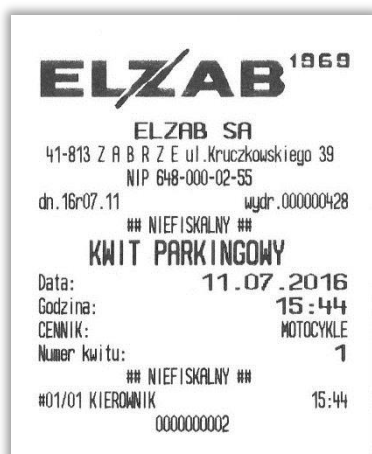 ELZAB 1969
ELZAB SA
41-813 Z A B R Z E ul.Kruczkowskiego 39
NIP 648-000-02-55
dn.16r07.11 wydr.000000428
## NIEFISKALNY ##
KWIT PARKINGOWY
Data: 11.07.2016
Godzina: 15:44
CENNIK: MOTOCYKLE
Numer kwitu: 1
## NIEFISKALNY ##
#01/01 KIEROWNIK 15:44
0000000002